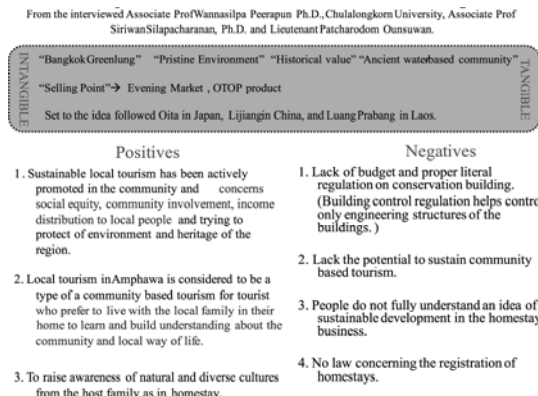 From the interviewed Associate ProfWannasilpa Peerapun Ph.D., Chulalongkorn University, Associate Prof
SiriwanSilapacharanan, Ph.D. and Lieutenant Patcharodom Ounsuwan.
INTANGIBLE
"BangkokGreenlung" "Pristine Environment" "Historical value" "Ancient waterbased community"
"Selling Point"→ Evening Market , OTOP product
Set to the idea followed Oita in Japan, Lijiangin China, and Luang Prabang in Laos.
TANGIBLE
Positives
1. Sustainable local tourism has been actively
promoted in the community and concerns
social equity, community involvement, income
distribution to local people and trying to
protect of environment and heritage of the
region.
2. Local tourism inAmphawa is considered to be a
type of a community based tourism for tourist
who prefer to live with the local family in their
home to learn and build understanding about the
community and local way of life.
3. To raise awareness of natural and diverse cultures
from the host family as in homestay.
Negatives
1. Lack of budget and proper literal
regulation on conservation building.
(Building control regulation helps contro
only engineering structures of the
buildings. )
2. Lack the potential to sustain community
based tourism.
3. People do not fully understand an idea of
sustainable development in the homestay
business.
4. No law concerning the registration of
homestays.